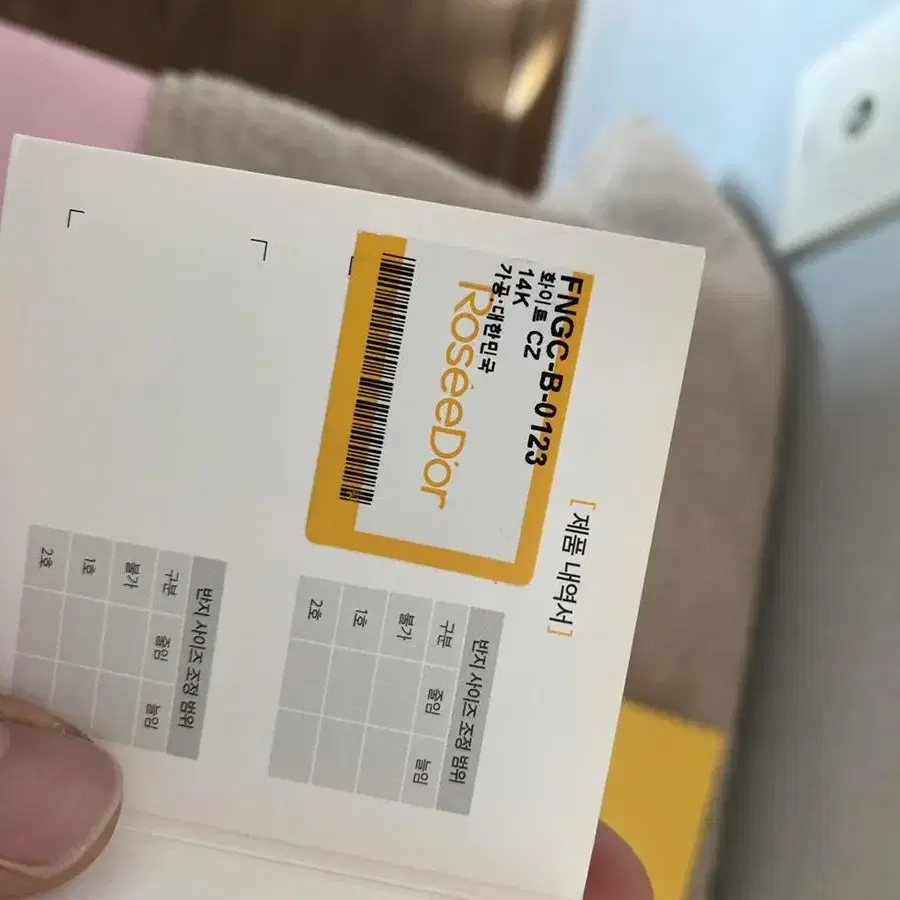 [ 제품 내역서 ]
FNGC-B-0123
화이트 CZ
14K
가공:대한민국
RoséeD'or
반지 사이즈 조정 범위
구분 줄임 늘임
불가
1호
2호
반지 사이즈 조정 범위
구분 줄임 늘임
불가
1호
2호